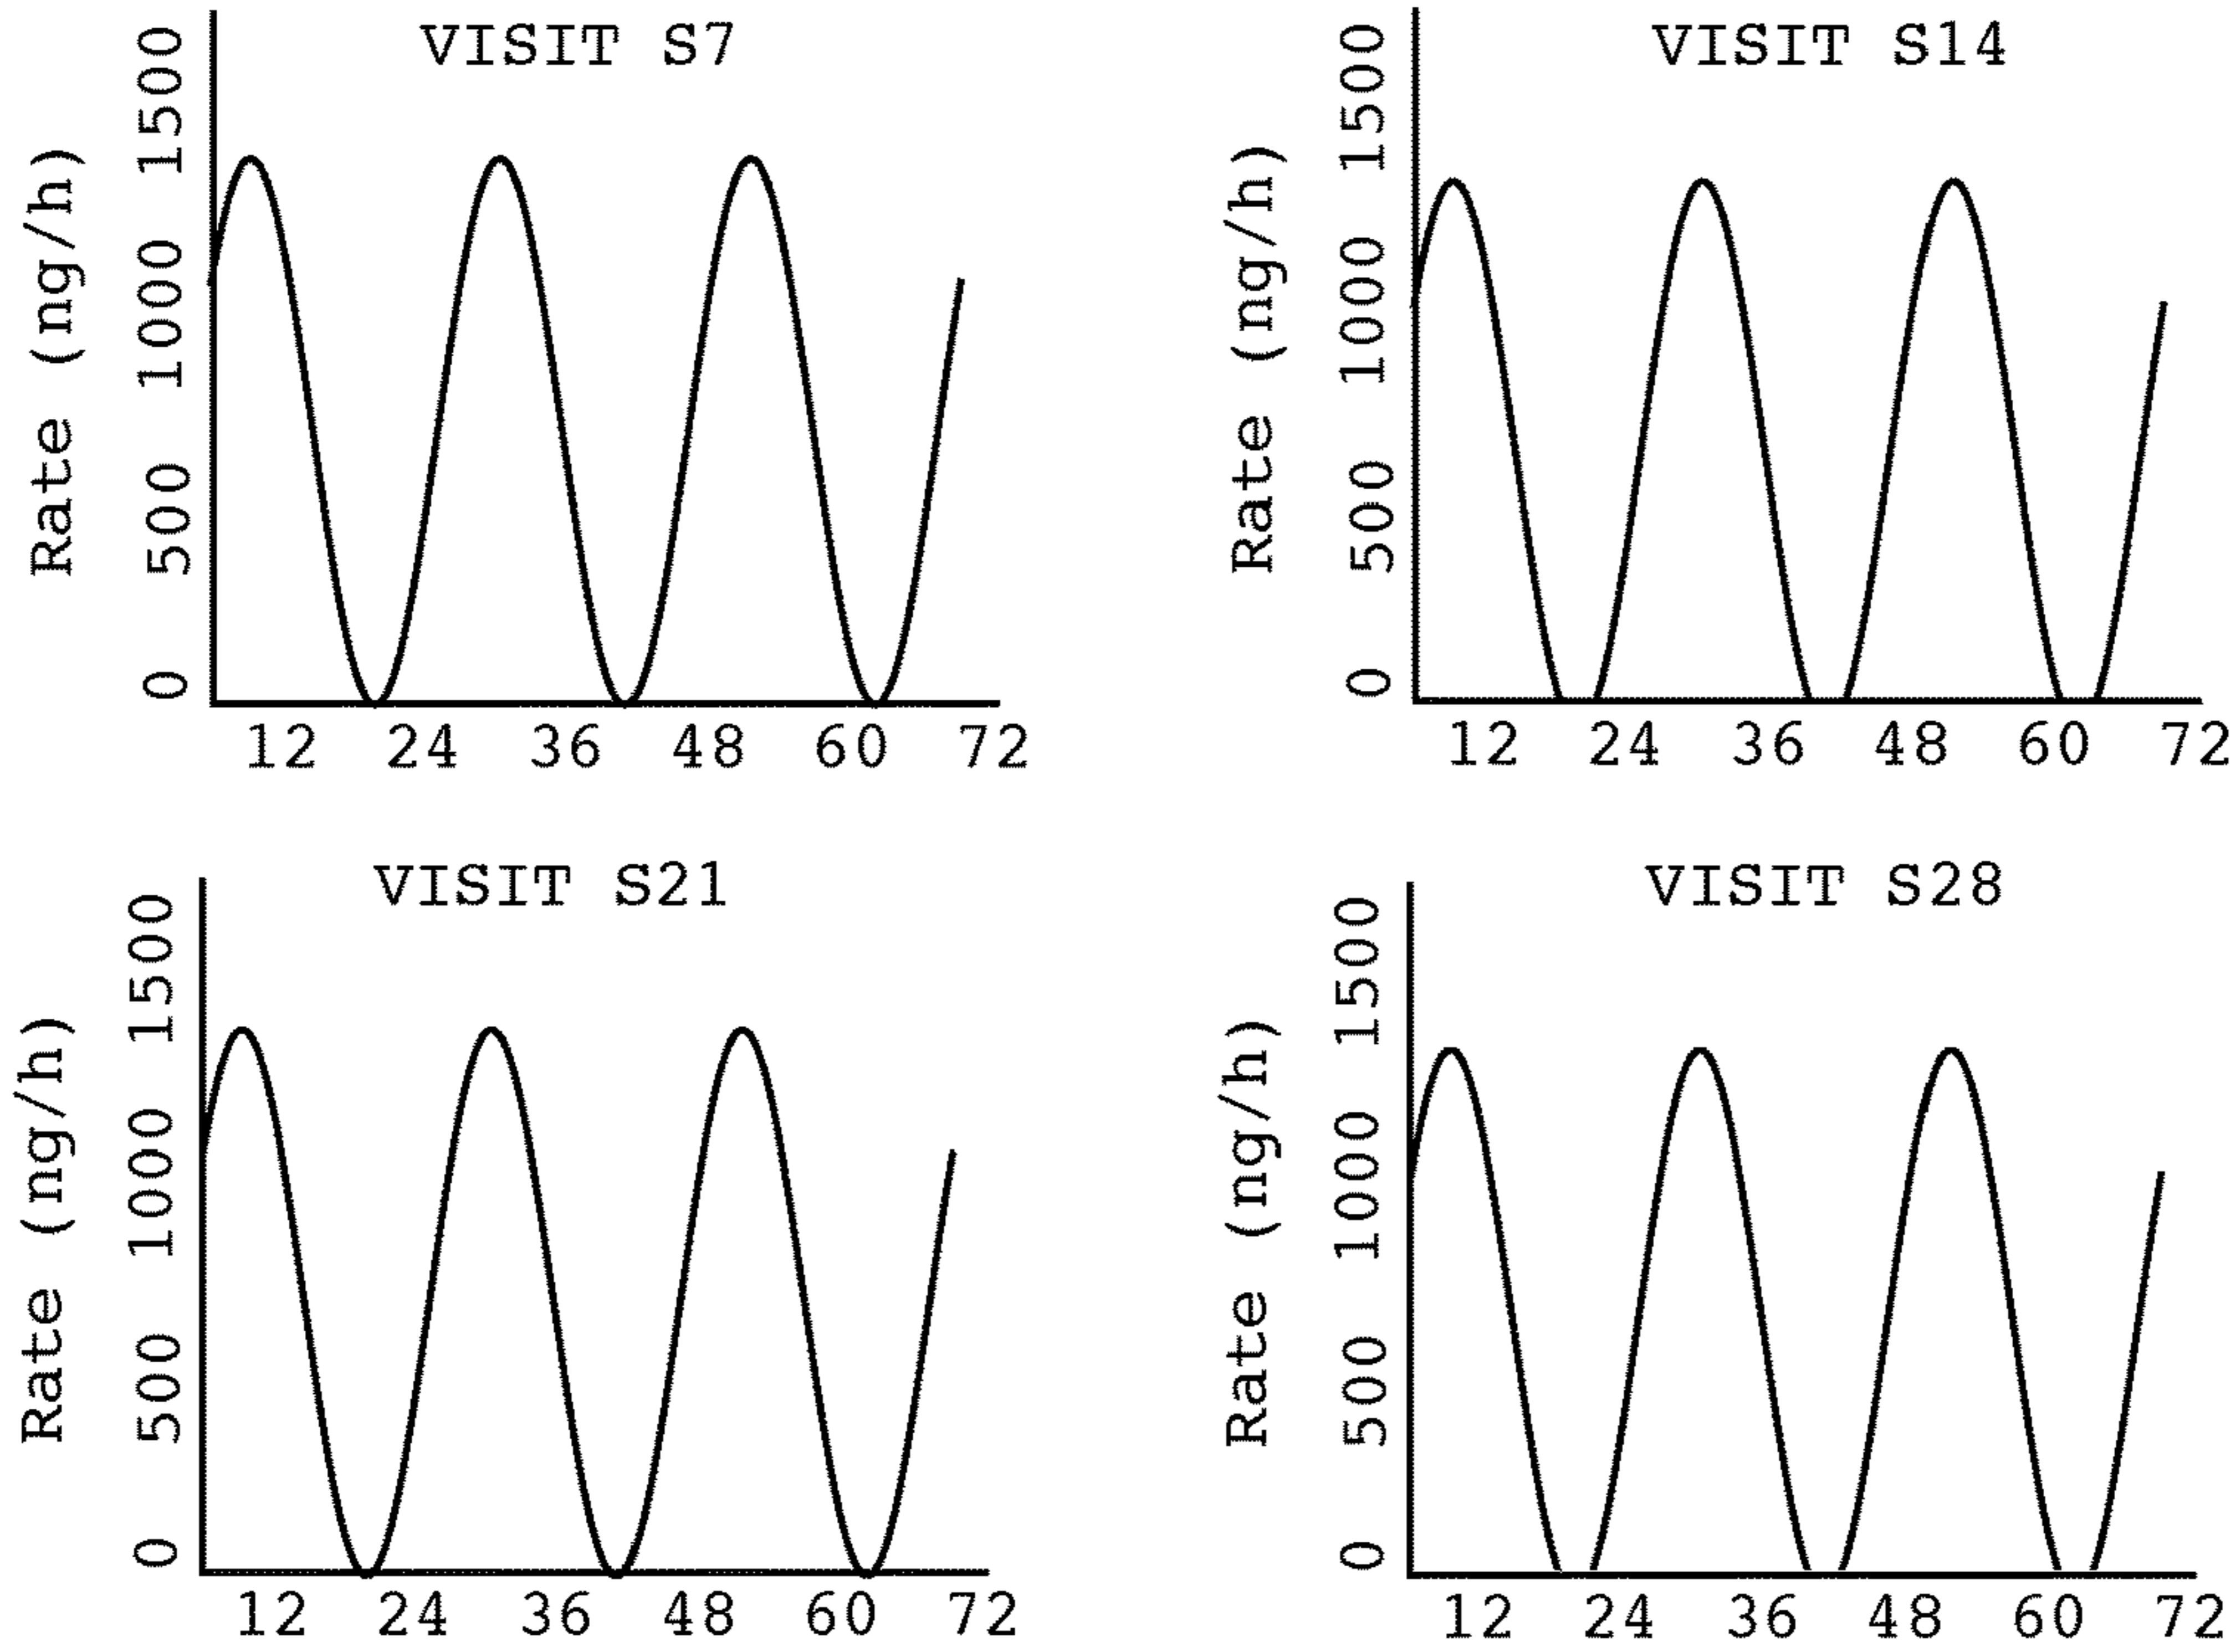 VISIT S7
Rate (ng/h)
1500
1000
500
0
12 24 36 48 60 72
VISIT S14
Rate (ng/h)
1500
1000
500
0
12 24 36 48 60 72
VISIT S21
Rate (ng/h)
1500
1000
500
0
12 24 36 48 60 72
VISIT S28
Rate (ng/h)
1500
1000
500
0
12 24 36 48 60 72